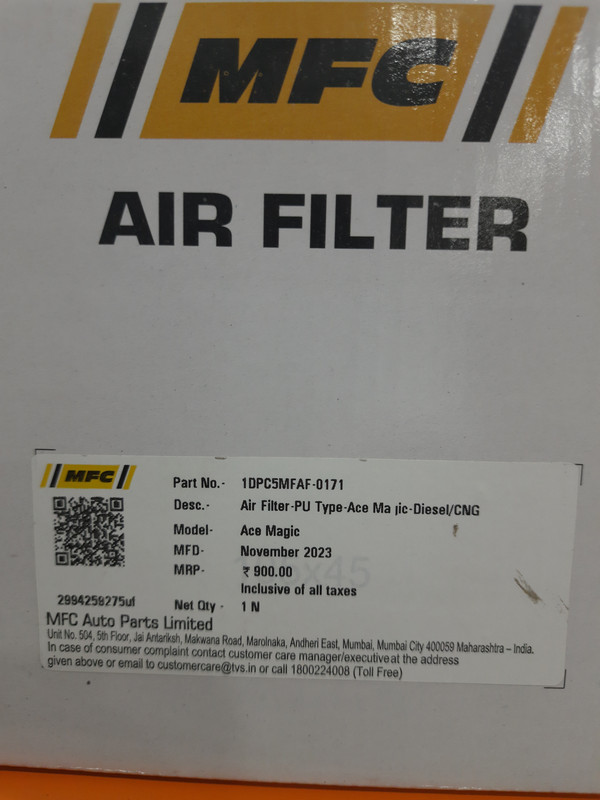 MFC
AIR FILTER
MFC
Part No.- 1DPC5MFAF-0171
Desc.- Air Filter-PU Type-Ace Magic-Diesel/CNG
Model- Ace Magic
MFD- November 2023
MRP- ₹ 900.00
Inclusive of all taxes
2994258275uf
Net Qty - 1 N
MFC Auto Parts Limited
Unit No. 504, 5th Floor, Jai Antariksh, Makwana Road, Marolnaka, Andheri East, Mumbai, Mumbai City 400059 Maharashtra – India.
In case of consumer complaint contact customer care manager/executive at the address
given above or email to customercare@tvs.in or call 1800224008 (Toll Free)